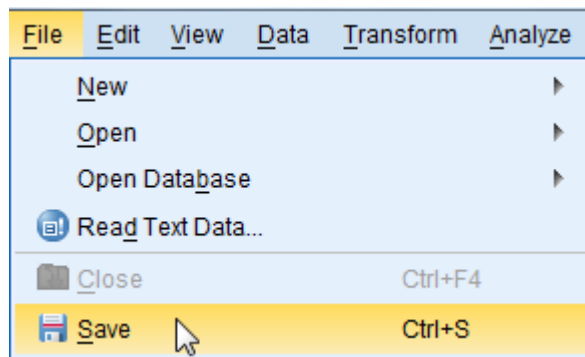 File Edit View Data Transform Analyze
New
Open
Open Database
Read Text Data...
Close Ctrl+F4
Save Ctrl+S